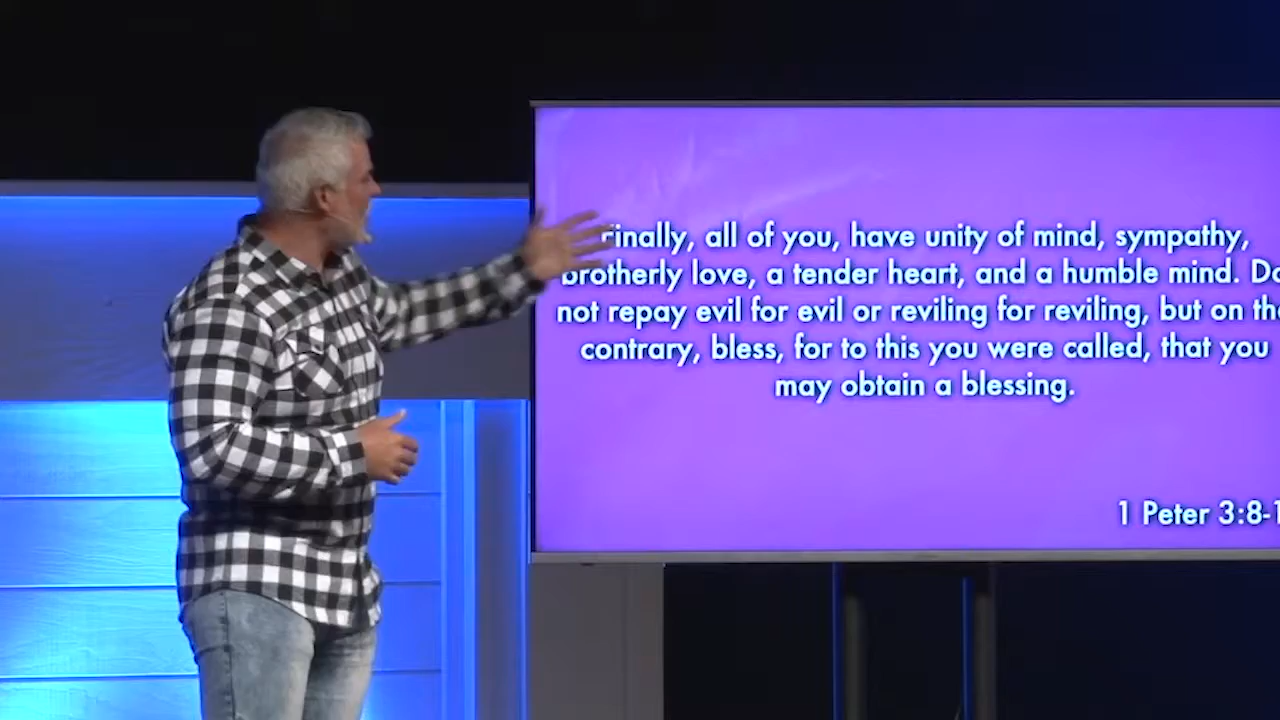 Finally, all of you, have unity of mind, sympathy,
brotherly love, a tender heart, and a humble mind. Do
not repay evil for evil or reviling for reviling, but on the
contrary, bless, for to this you were called, that you
may obtain a blessing.
1 Peter 3:8-1